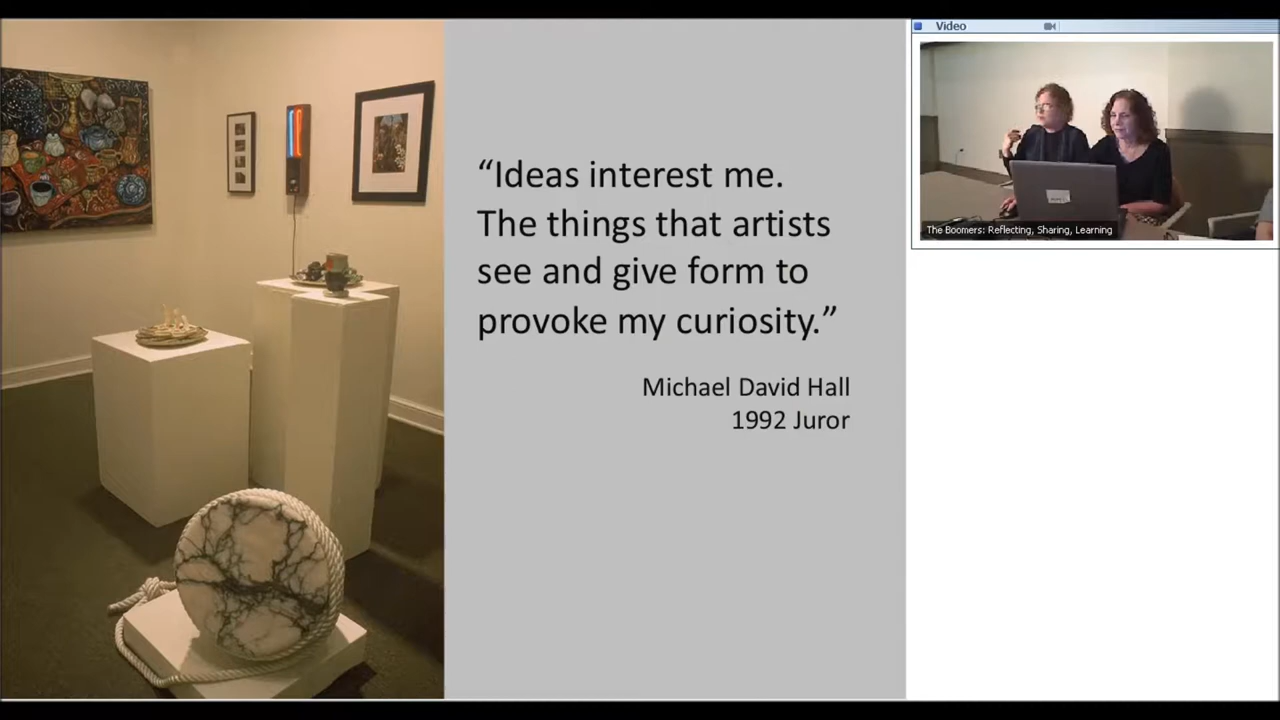 “Ideas interest me.
The things that artists
see and give form to
provoke my curiosity.”
Michael David Hall
1992 Juror
Video
The Boomers: Reflecting, Sharing, Learning